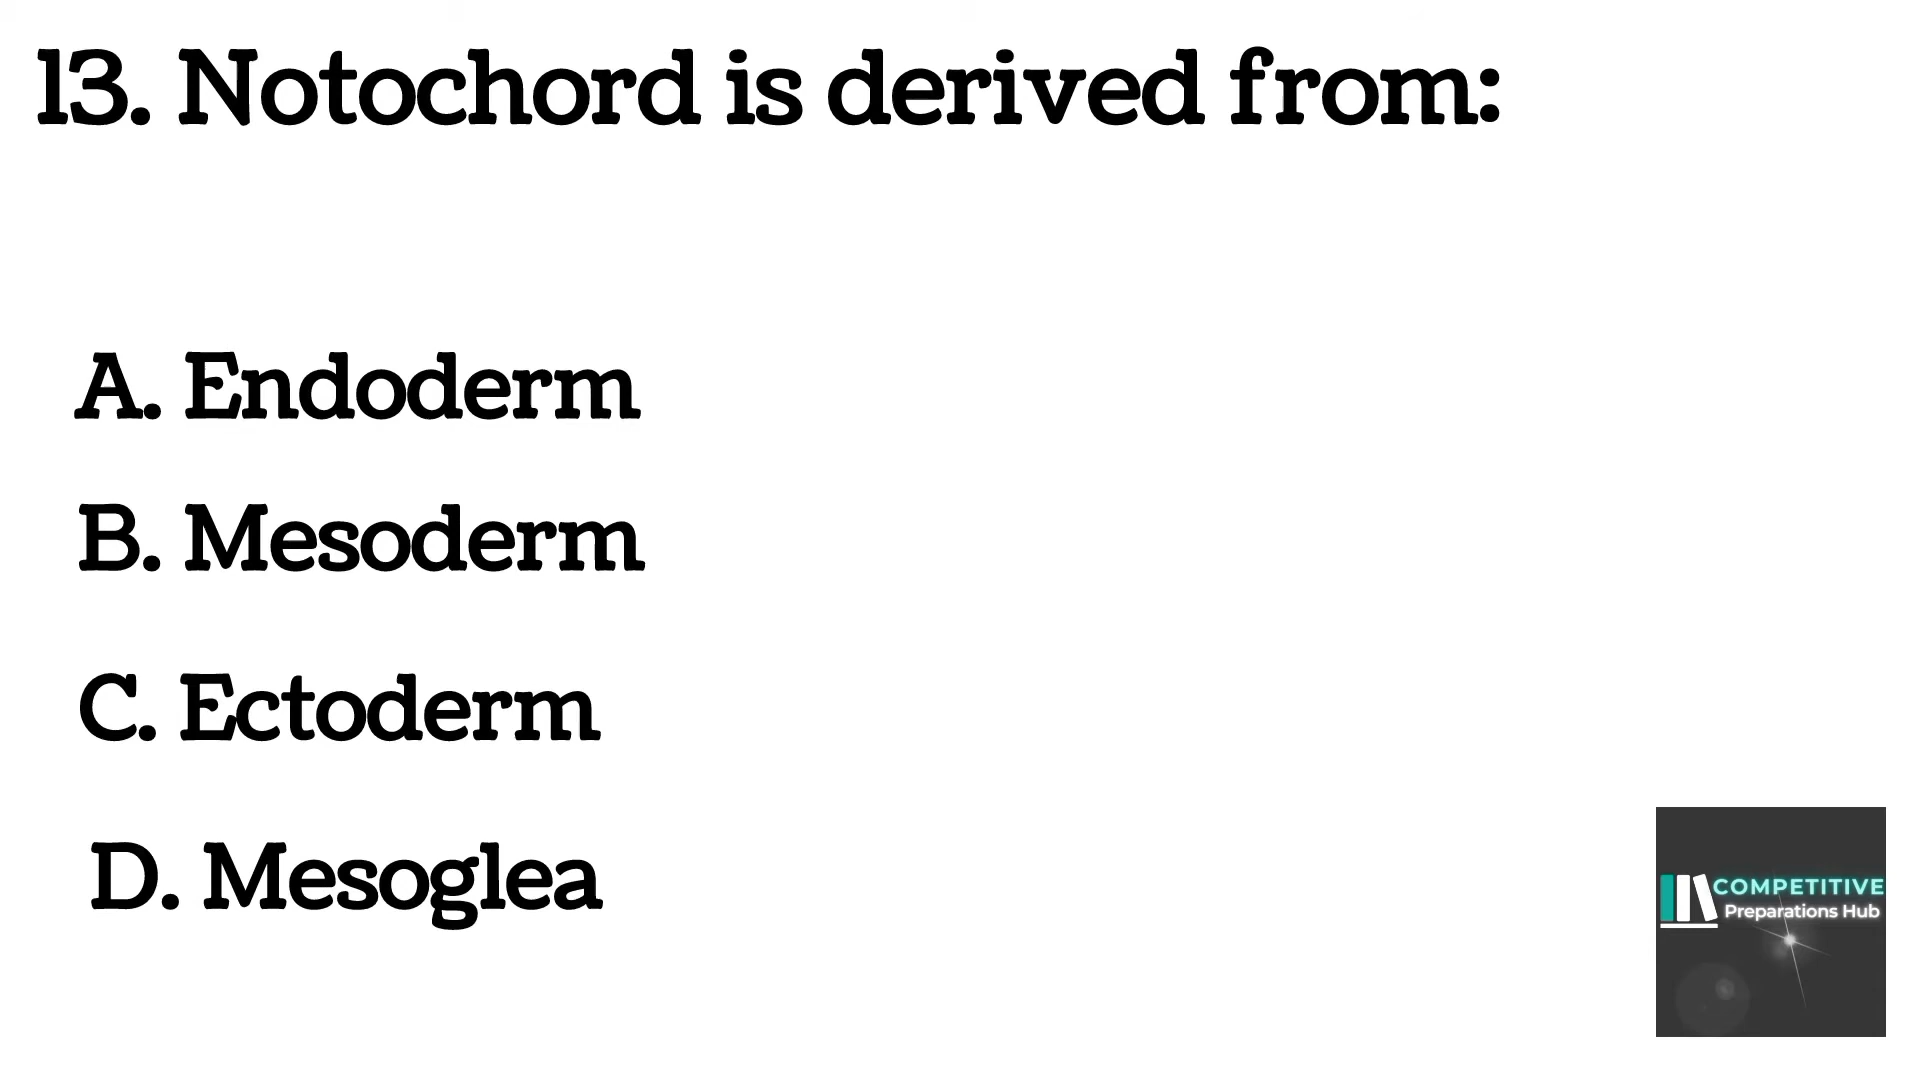 13. Notochord is derived from:
A. Endoderm
B. Mesoderm
C. Ectoderm
D. Mesoglea
COMPETITIVE
Preparations Hub